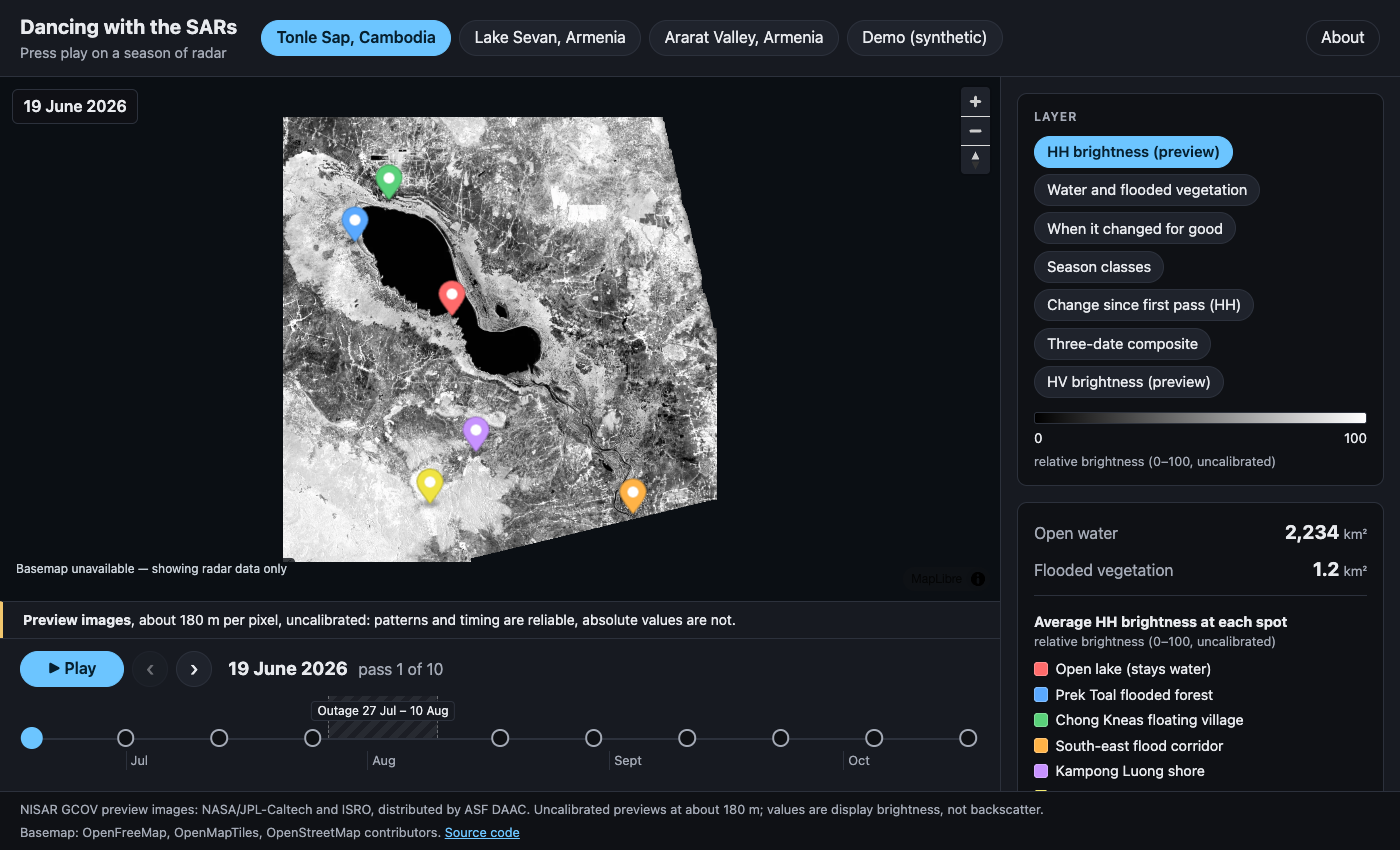 Dancing with the SARs
Press play on a season of radar
Tonle Sap, Cambodia
Lake Sevan, Armenia
Ararat Valley, Armenia
Demo (synthetic)
About
19 June 2026
Basemap unavailable — showing radar data only
MapLibre
Preview images, about 180 m per pixel, uncalibrated: patterns and timing are reliable, absolute values are not.
Play
19 June 2026 pass 1 of 10
Outage 27 Jul – 10 Aug
Jul
Aug
Sept
Oct
LAYER
HH brightness (preview)
Water and flooded vegetation
When it changed for good
Season classes
Change since first pass (HH)
Three-date composite
HV brightness (preview)
0 100
relative brightness (0–100, uncalibrated)
Open water 2,234 km²
Flooded vegetation 1.2 km²
Average HH brightness at each spot
relative brightness (0–100, uncalibrated)
Open lake (stays water)
Prek Toal flooded forest
Chong Kneas floating village
South-east flood corridor
Kampong Luong shore
NISAR GCOV preview images: NASA/JPL-Caltech and ISRO, distributed by ASF DAAC. Uncalibrated previews at about 180 m; values are display brightness, not backscatter.
Basemap: OpenFreeMap, OpenMapTiles, OpenStreetMap contributors. Source code